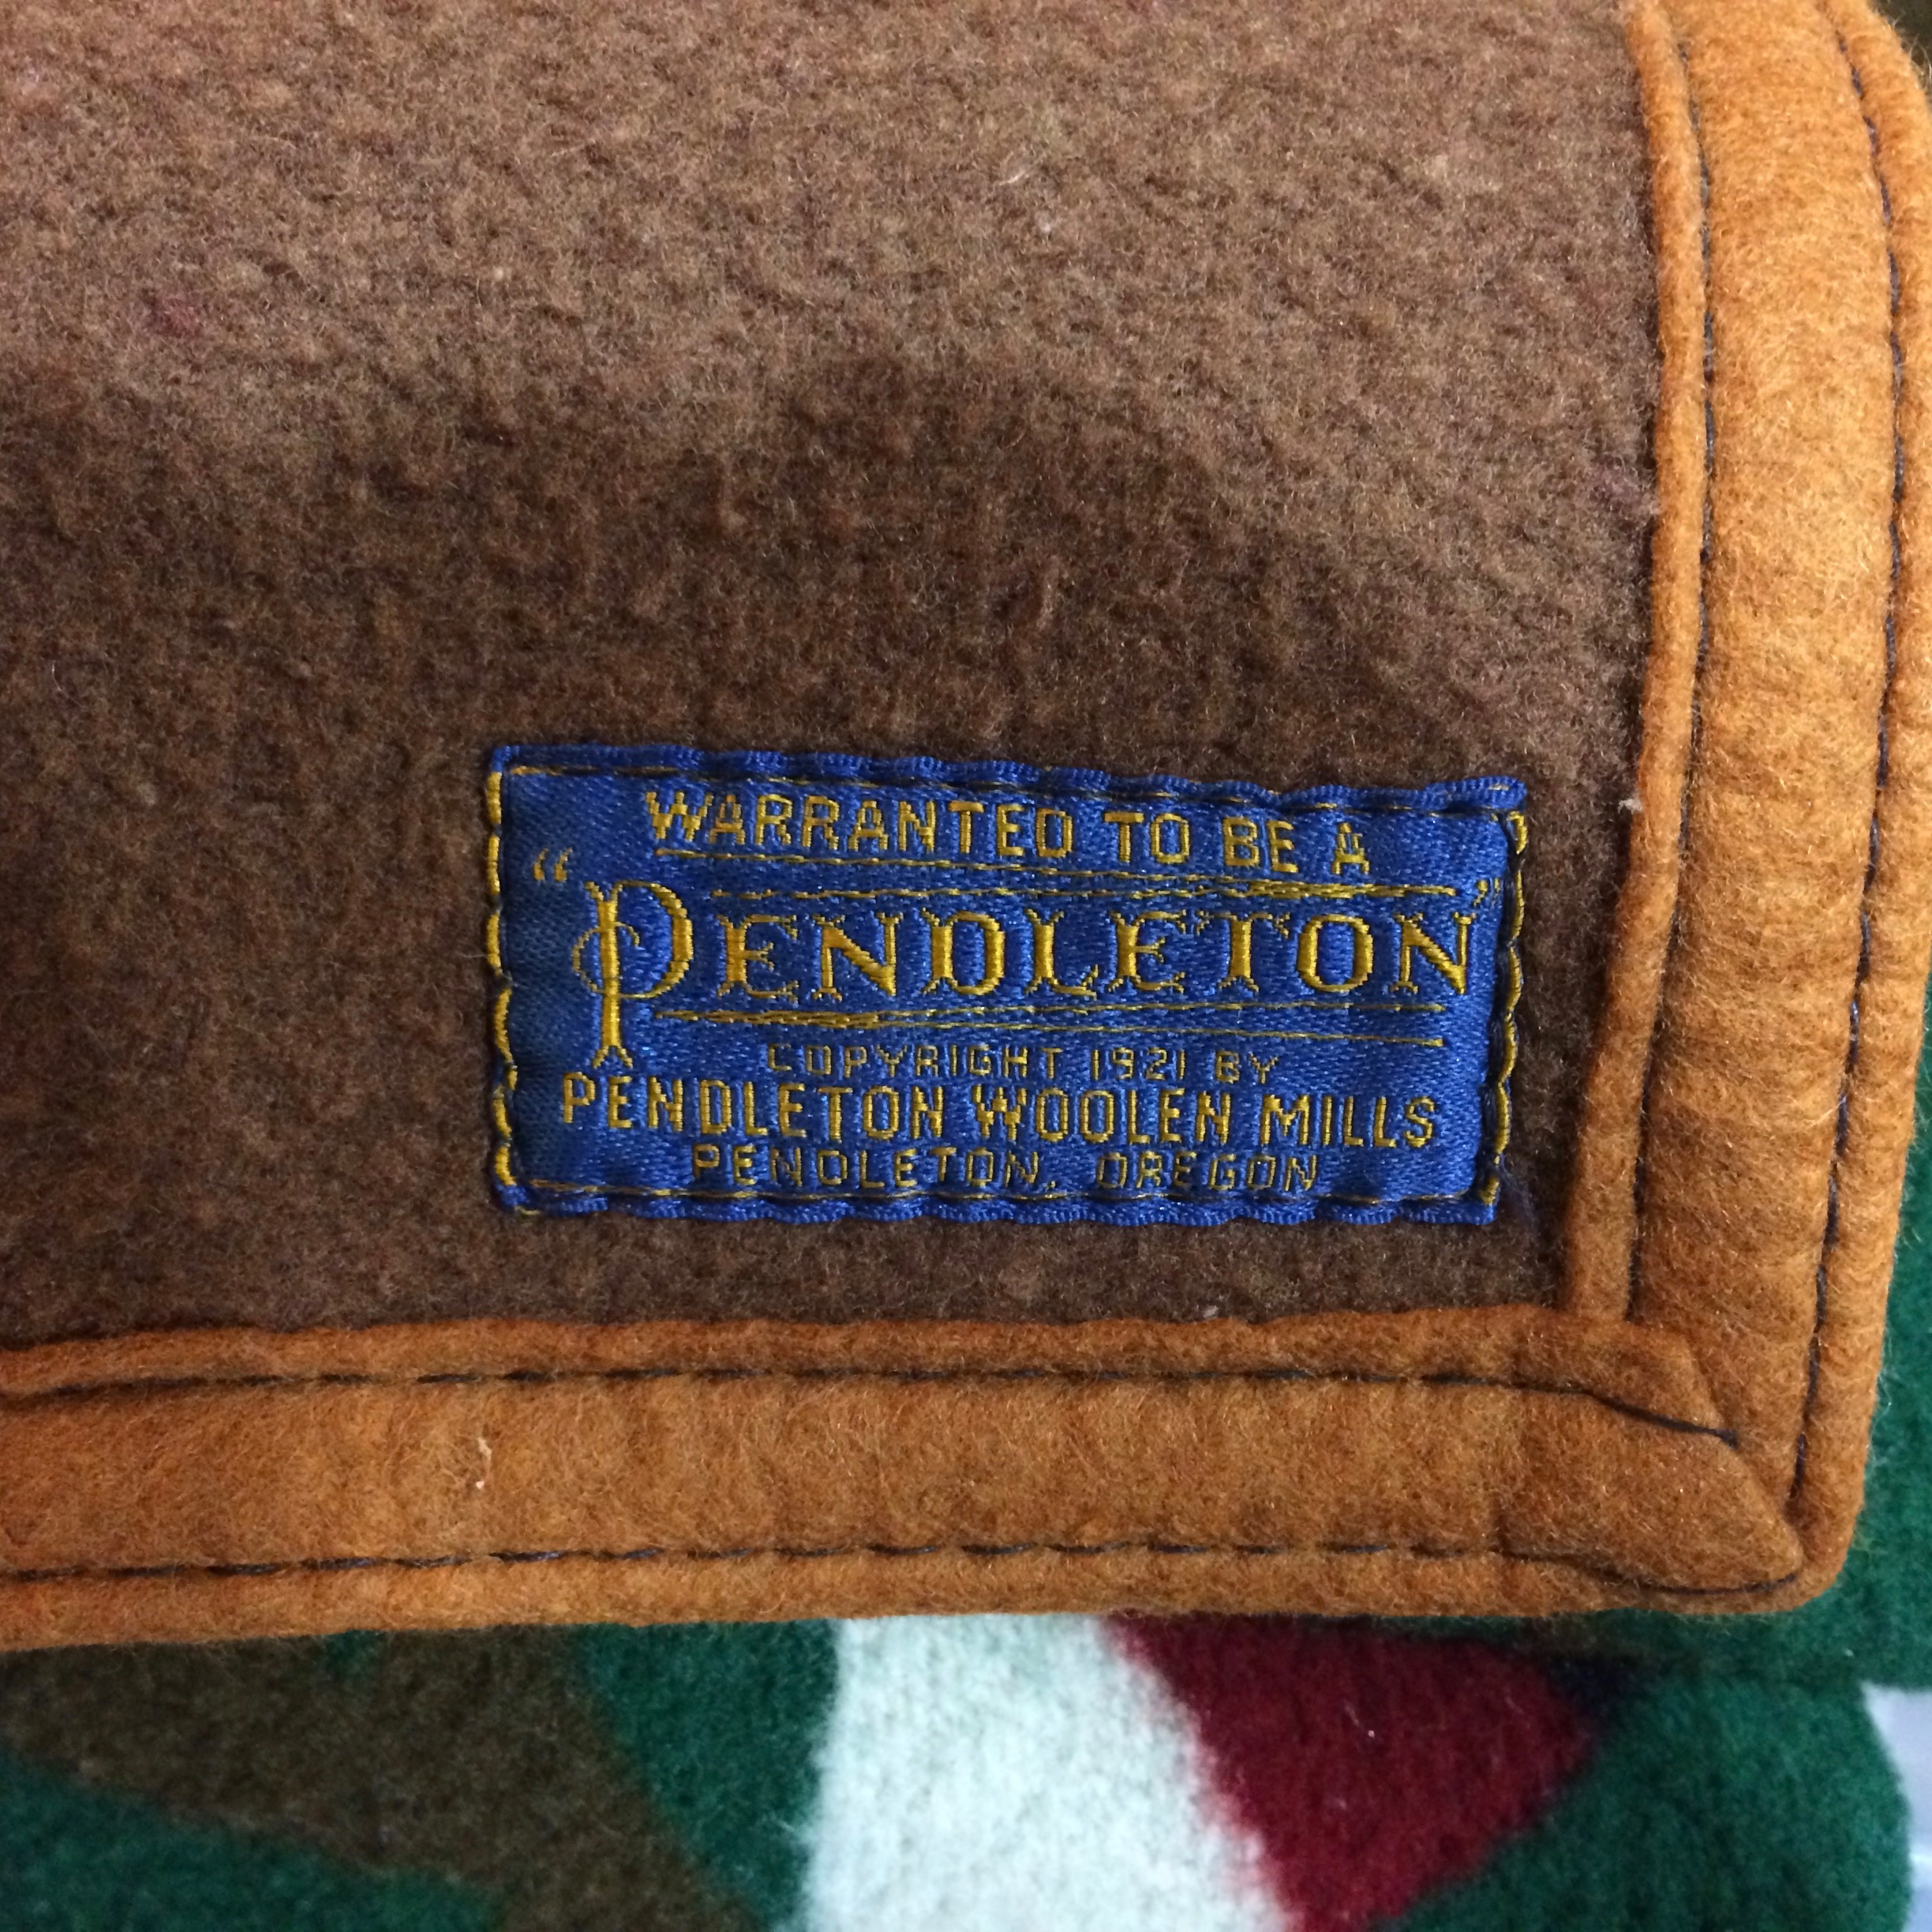 WARRANTED TO BE A
“PENDLETON”
COPYRIGHT 1921 BY
PENDLETON WOOLEN MILLS
PENDLETON, OREGON